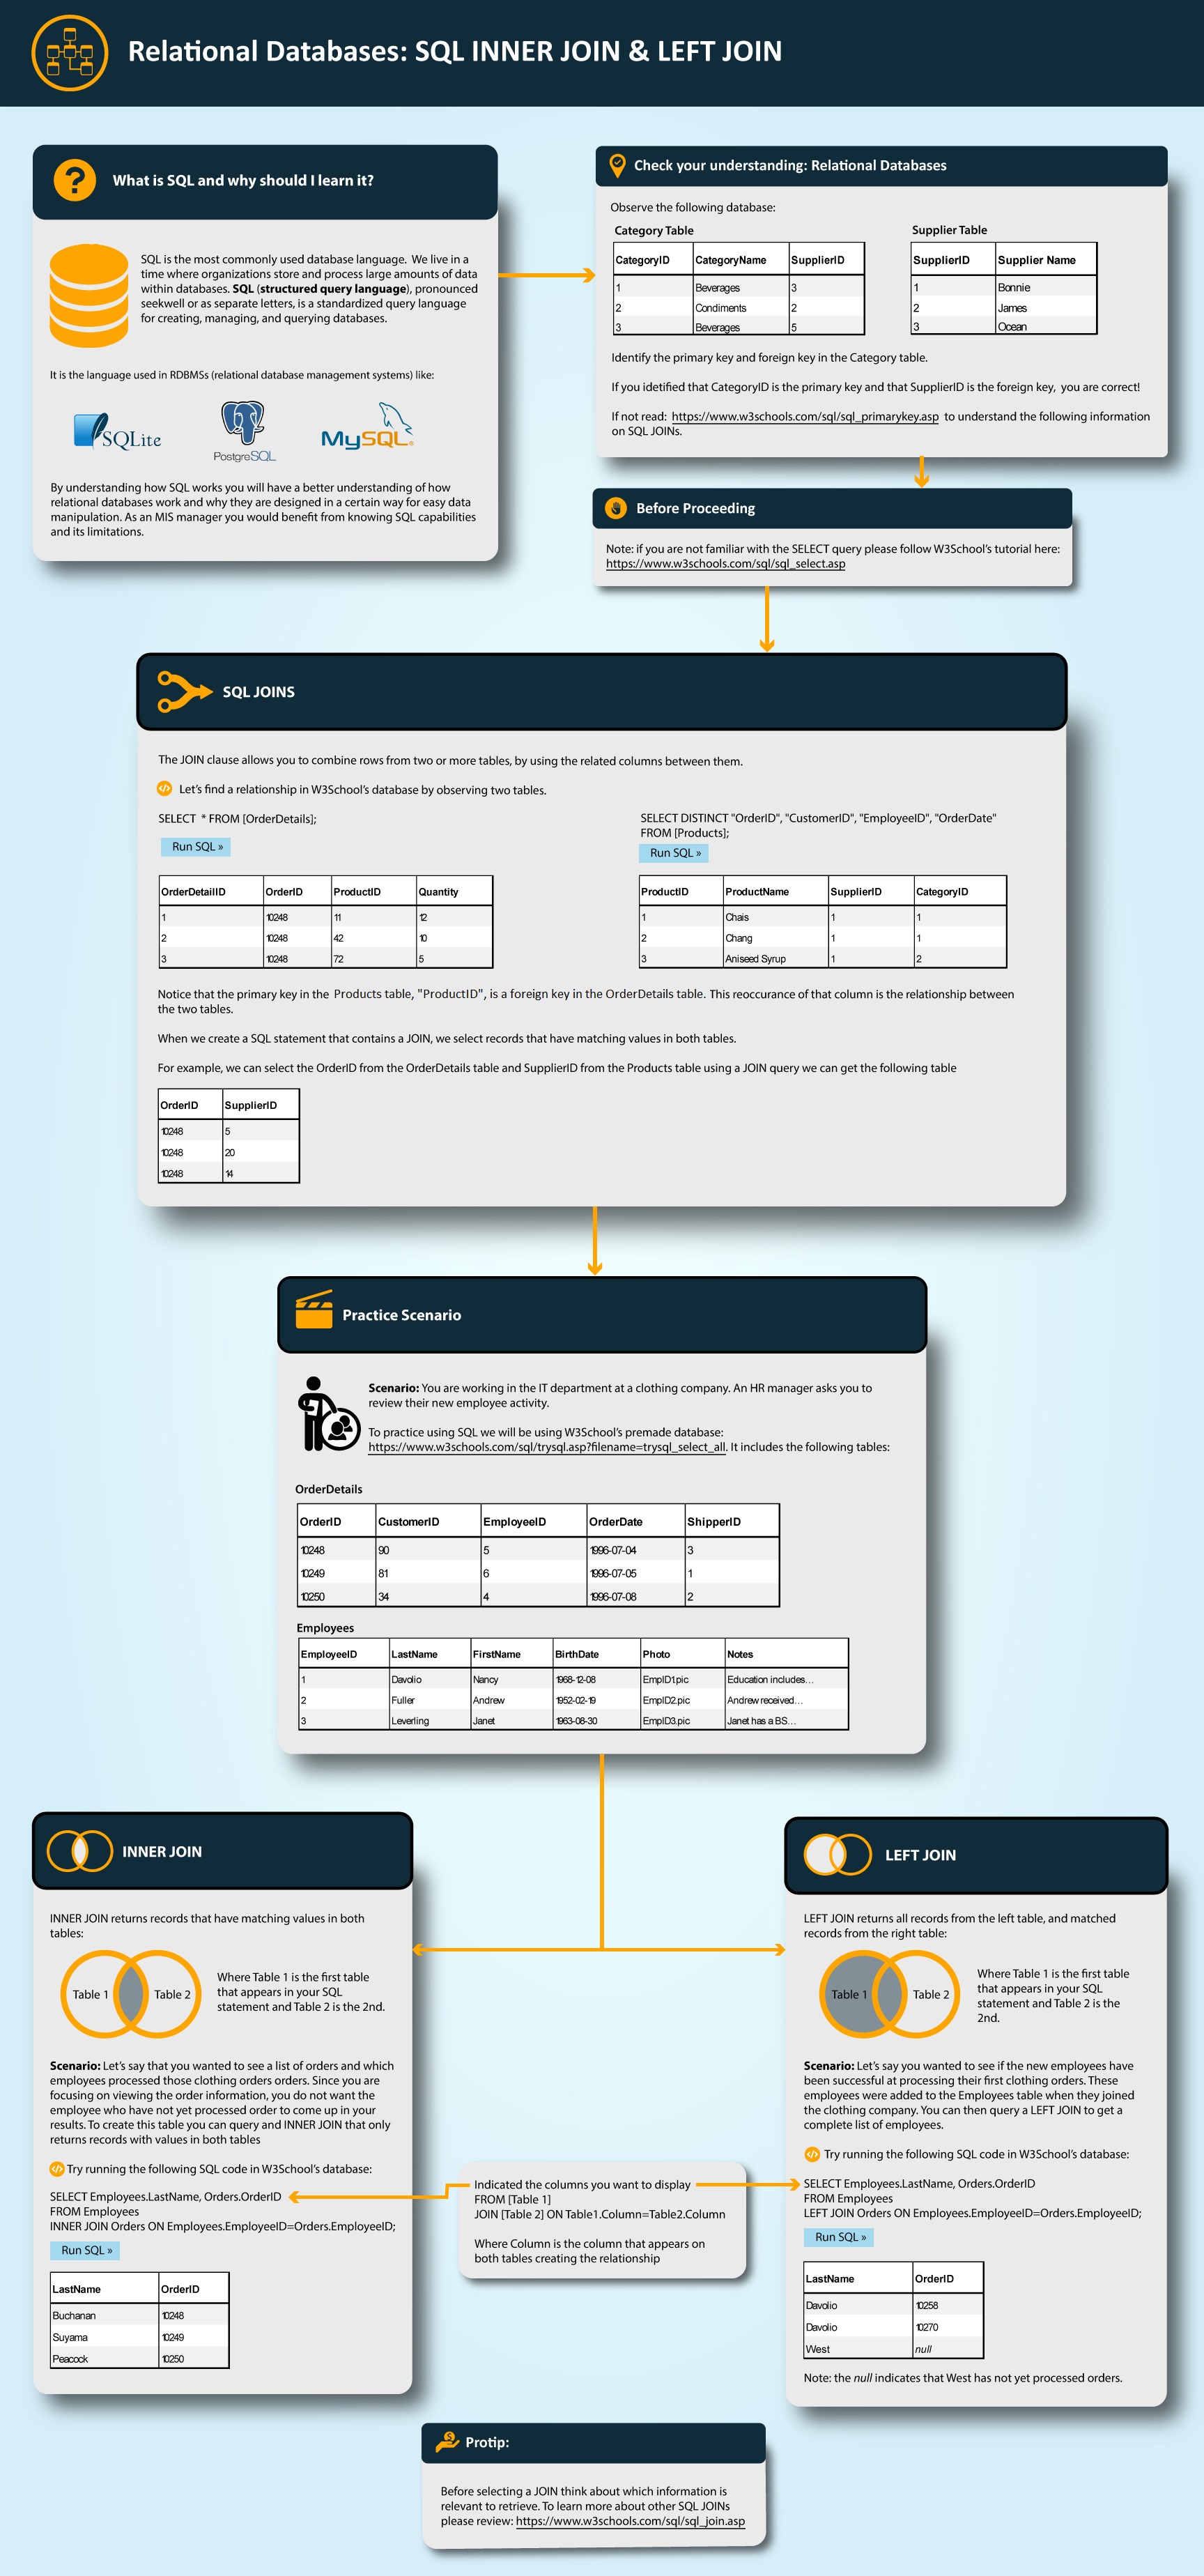 Relational Databases: SQL INNER JOIN & LEFT JOIN
What is SQL and why should I learn it?
SQL is the most commonly used database language. We live in a
time where organizations store and process large amounts of data
within databases. SQL (structured query language), pronounced
seekwell or as separate letters, is a standardized query language
for creating, managing, and querying databases.
It is the language used in RDBMSs (relational database management systems) like:
SQLite
PostgreSQL
MySQL®
By understanding how SQL works you will have a better understanding of how
relational databases work and why they are designed in a certain way for easy data
manipulation. As an MIS manager you would benefit from knowing SQL capabilities
and its limitations.
Check your understanding: Relational Databases
Observe the following database:
Category Table
CategoryID CategoryName SupplierID
1 Beverages 3
2 Condiments 2
3 Beverages 5
Supplier Table
SupplierID Supplier Name
1 Bonnie
2 James
3 Ocean
Identify the primary key and foreign key in the Category table.
If you idetified that CategoryID is the primary key and that SupplierID is the foreign key, you are correct!
If not read: https://www.w3schools.com/sql/sql_primarykey.asp to understand the following information
on SQL JOINs.
Before Proceeding
Note: if you are not familiar with the SELECT query please follow W3School's tutorial here:
https://www.w3schools.com/sql/sql_select.asp
SQL JOINS
The JOIN clause allows you to combine rows from two or more tables, by using the related columns between them.
</> Let's find a relationship in W3School's database by observing two tables.
SELECT * FROM [OrderDetails];
Run SQL »
OrderDetailID OrderID ProductID Quantity
1 10248 11 12
2 10248 42 10
3 10248 72 5
SELECT DISTINCT "OrderID", "CustomerID", "EmployeeID", "OrderDate"
FROM [Products];
Run SQL »
ProductID ProductName SupplierID CategoryID
1 Chais 1 1
2 Chang 1 1
3 Aniseed Syrup 1 2
Notice that the primary key in the Products table, "ProductID", is a foreign key in the OrderDetails table. This reoccurance of that column is the relationship between
the two tables.
When we create a SQL statement that contains a JOIN, we select records that have matching values in both tables.
For example, we can select the OrderID from the OrderDetails table and SupplierID from the Products table using a JOIN query we can get the following table
OrderID SupplierID
10248 5
10248 20
10248 14
Practice Scenario
Scenario: You are working in the IT department at a clothing company. An HR manager asks you to
review their new employee activity.
To practice using SQL we will be using W3School's premade database:
https://www.w3schools.com/sql/trysql.asp?filename=trysql_select_all. It includes the following tables:
OrderDetails
OrderID CustomerID EmployeeID OrderDate ShipperID
10248 90 5 1996-07-04 3
10249 81 6 1996-07-05 1
10250 34 4 1996-07-08 2
Employees
EmployeeID LastName FirstName BirthDate Photo Notes
1 Davolio Nancy 1968-12-08 EmpID1.pic Education includes...
2 Fuller Andrew 1952-02-19 EmpID2.pic Andrew received...
3 Leverling Janet 1963-08-30 EmpID3.pic Janet has a BS...
INNER JOIN
INNER JOIN returns records that have matching values in both
tables:
Table 1 Table 2
Where Table 1 is the first table
that appears in your SQL
statement and Table 2 is the 2nd.
Scenario: Let's say that you wanted to see a list of orders and which
employees processed those clothing orders orders. Since you are
focusing on viewing the order information, you do not want the
employee who have not yet processed order to come up in your
results. To create this table you can query and INNER JOIN that only
returns records with values in both tables
</> Try running the following SQL code in W3School's database:
SELECT Employees.LastName, Orders.OrderID
FROM Employees
INNER JOIN Orders ON Employees.EmployeeID=Orders.EmployeeID;
Run SQL »
LastName OrderID
Buchanan 10248
Suyama 10249
Peacock 10250
Indicated the columns you want to display
FROM [Table 1]
JOIN [Table 2] ON Table1.Column=Table2.Column
Where Column is the column that appears on
both tables creating the relationship
LEFT JOIN
LEFT JOIN returns all records from the left table, and matched
records from the right table:
Table 1 Table 2
Where Table 1 is the first table
that appears in your SQL
statement and Table 2 is the
2nd.
Scenario: Let's say you wanted to see if the new employees have
been successful at processing their first clothing orders. These
employees were added to the Employees table when they joined
the clothing company. You can then query a LEFT JOIN to get a
complete list of employees.
</> Try running the following SQL code in W3School's database:
SELECT Employees.LastName, Orders.OrderID
FROM Employees
LEFT JOIN Orders ON Employees.EmployeeID=Orders.EmployeeID;
Run SQL »
LastName OrderID
Davolio 10258
Davolio 10270
West null
Note: the null indicates that West has not yet processed orders.
Protip:
Before selecting a JOIN think about which information is
relevant to retrieve. To learn more about other SQL JOINs
please review: https://www.w3schools.com/sql/sql_join.asp